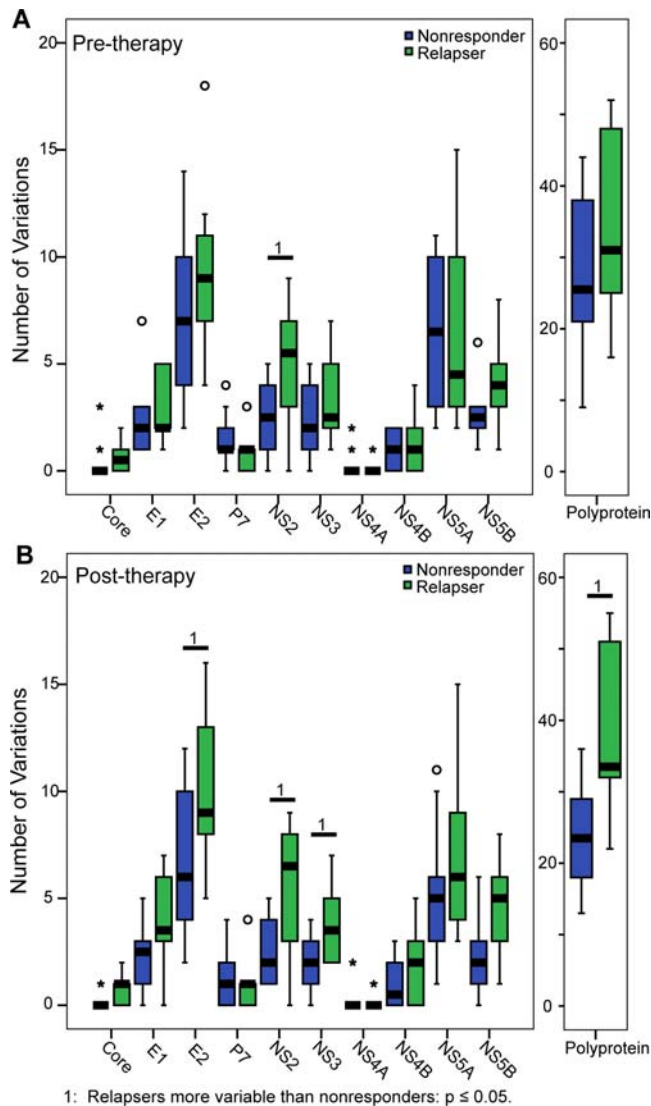 A
Pre-therapy
Nonresponder
Relapser
Number of Variations
20
15
10
5
0
1
* * * *
Core E1 E2 P7 NS2 NS3 NS4A NS4B NS5A NS5B
60
40
20
0
Polyprotein
B
Post-therapy
Nonresponder
Relapser
Number of Variations
20
15
10
5
0
1
1
1
* * *
Core E1 E2 P7 NS2 NS3 NS4A NS4B NS5A NS5B
60
40
20
0
1
Polyprotein
1: Relapsers more variable than nonresponders: p ≤ 0.05.